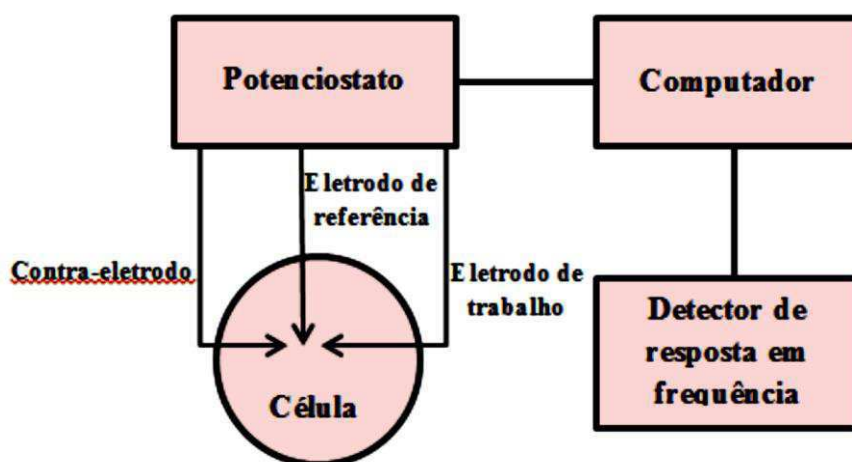 Potenciostato
Computador
Eletrodo de
referência
Contra-eletrodo
Eletrodo de
trabalho
Detector de
resposta em
frequência
Célula